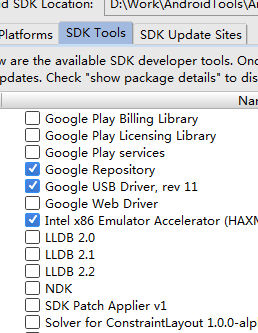 SDK Location: D:\Work\AndroidTools\An
Platforms SDK Tools SDK Update Sites
are the available SDK developer tools. Onc
pdates. Check "show package details" to dis
Na
Google Play Billing Library
Google Play Licensing Library
Google Play services
Google Repository
Google USB Driver, rev 11
Google Web Driver
Intel x86 Emulator Accelerator (HAXM
LLDB 2.0
LLDB 2.1
LLDB 2.2
NDK
SDK Patch Applier v1
Solver for ConstraintLayout 1.0.0-alp